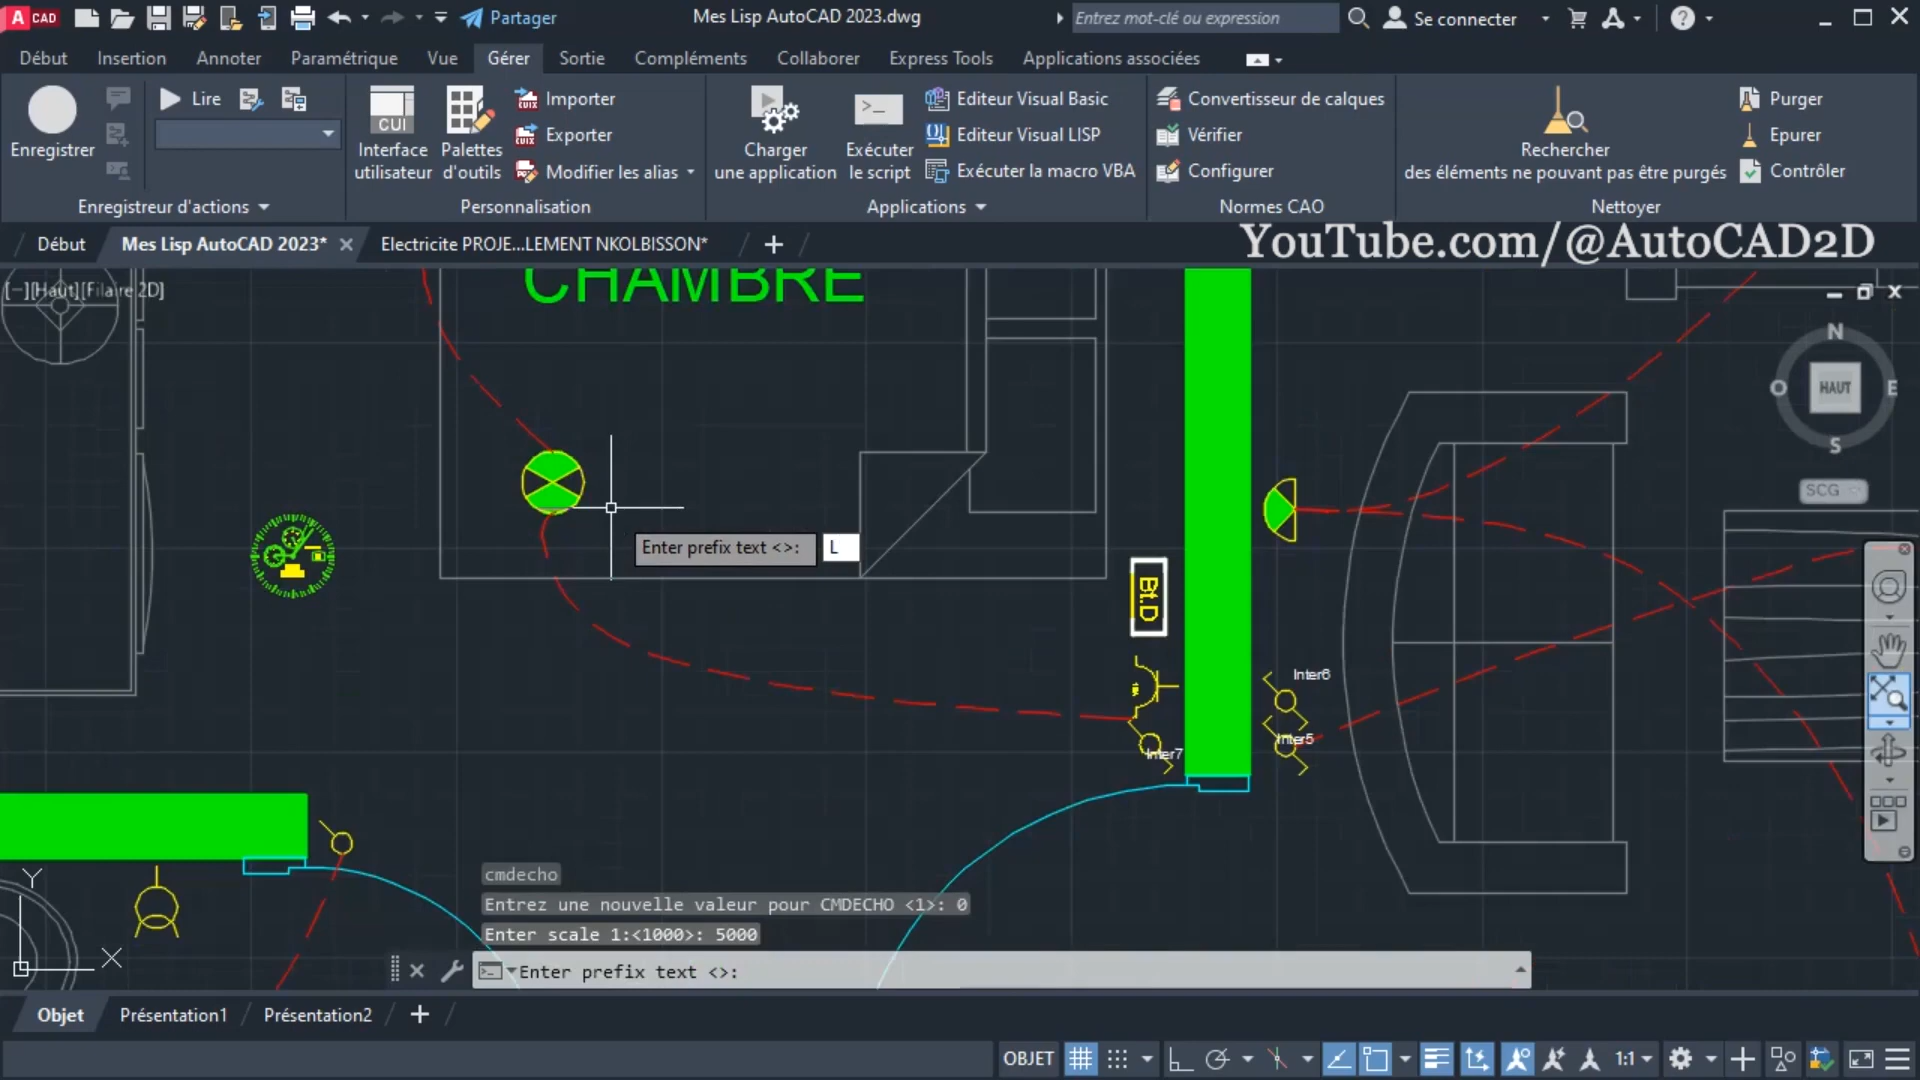 A CAD
Partager
Mes Lisp AutoCAD 2023.dwg
Entrez mot-clé ou expression
Se connecter
Début Insertion Annoter Paramétrique Vue Gérer Sortie Compléments Collaborer Express Tools Applications associées
Enregistrer
Lire
Enregistreur d'actions
CUI
Interface utilisateur
Palettes d'outils
Importer
Exporter
Modifier les alias
Personnalisation
Charger une application
Exécuter le script
Editeur Visual Basic
Editeur Visual LISP
Exécuter la macro VBA
Applications
Convertisseur de calques
Vérifier
Configurer
Normes CAO
Rechercher
des éléments ne pouvant pas être purgés
Purger
Epurer
Contrôler
Nettoyer
Début
Mes Lisp AutoCAD 2023*
Electricite PROJE...LEMENT NKOLBISSON*
YouTube.com/@AutoCAD2D
[−][Haut][Filaire 2D]
CHAMBRE
N
O
HAUT
E
S
SCG
Enter prefix text <>: L
Et.D
Inter6
Inter5
Inter7
Y
X
cmdecho
Entrez une nouvelle valeur pour CMDECHO <1>: 0
Enter scale 1:<1000>: 5000
Enter prefix text <>:
Objet Présentation1 Présentation2
OBJET
1:1